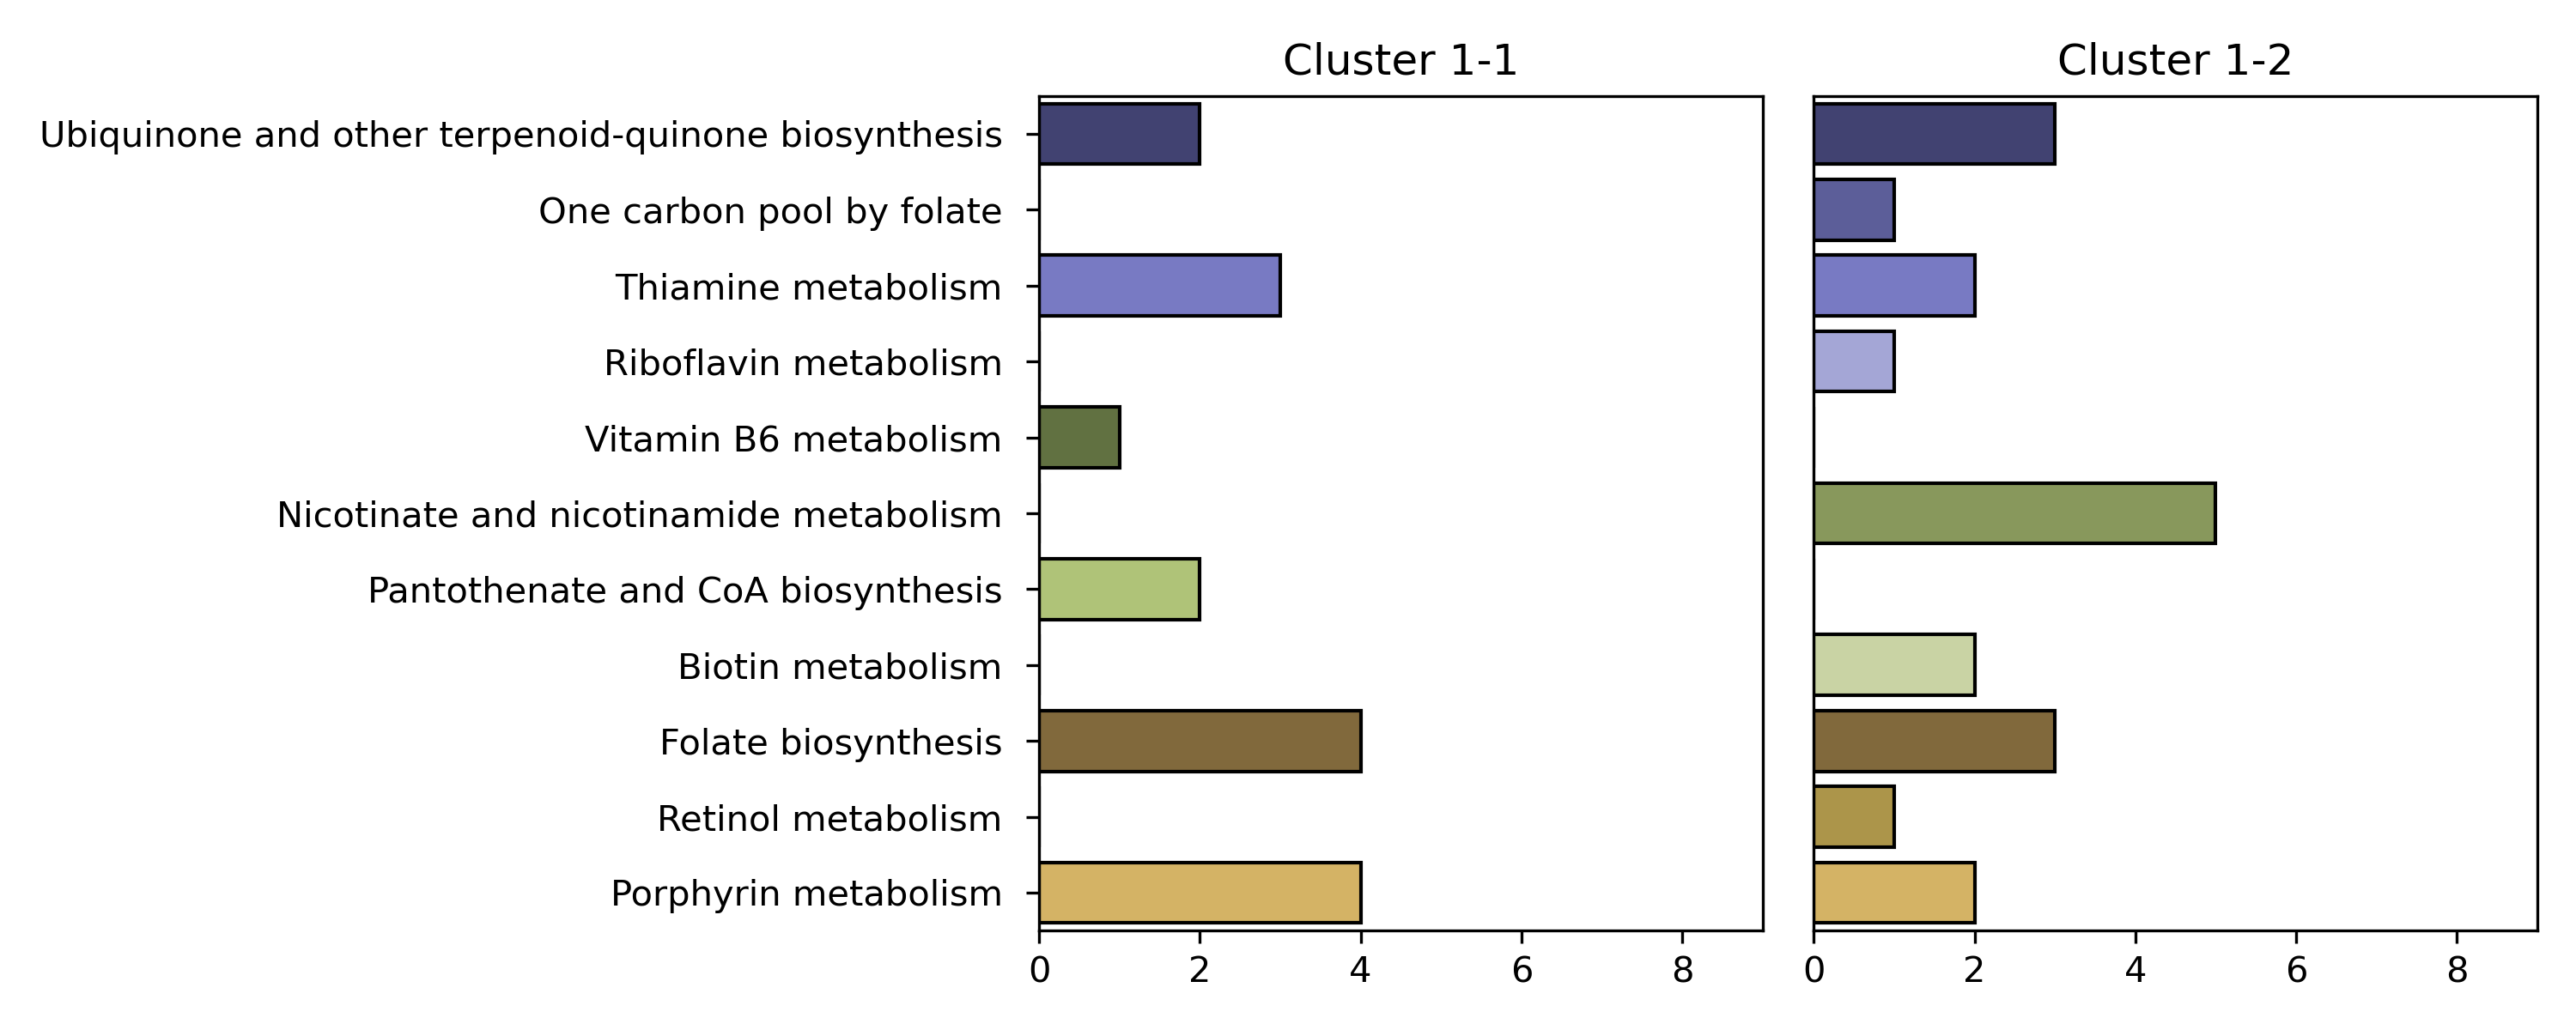 Cluster 1-1
Cluster 1-2
Ubiquinone and other terpenoid-quinone biosynthesis
One carbon pool by folate
Thiamine metabolism
Riboflavin metabolism
Vitamin B6 metabolism
Nicotinate and nicotinamide metabolism
Pantothenate and CoA biosynthesis
Biotin metabolism
Folate biosynthesis
Retinol metabolism
Porphyrin metabolism
0 2 4 6 8
0 2 4 6 8